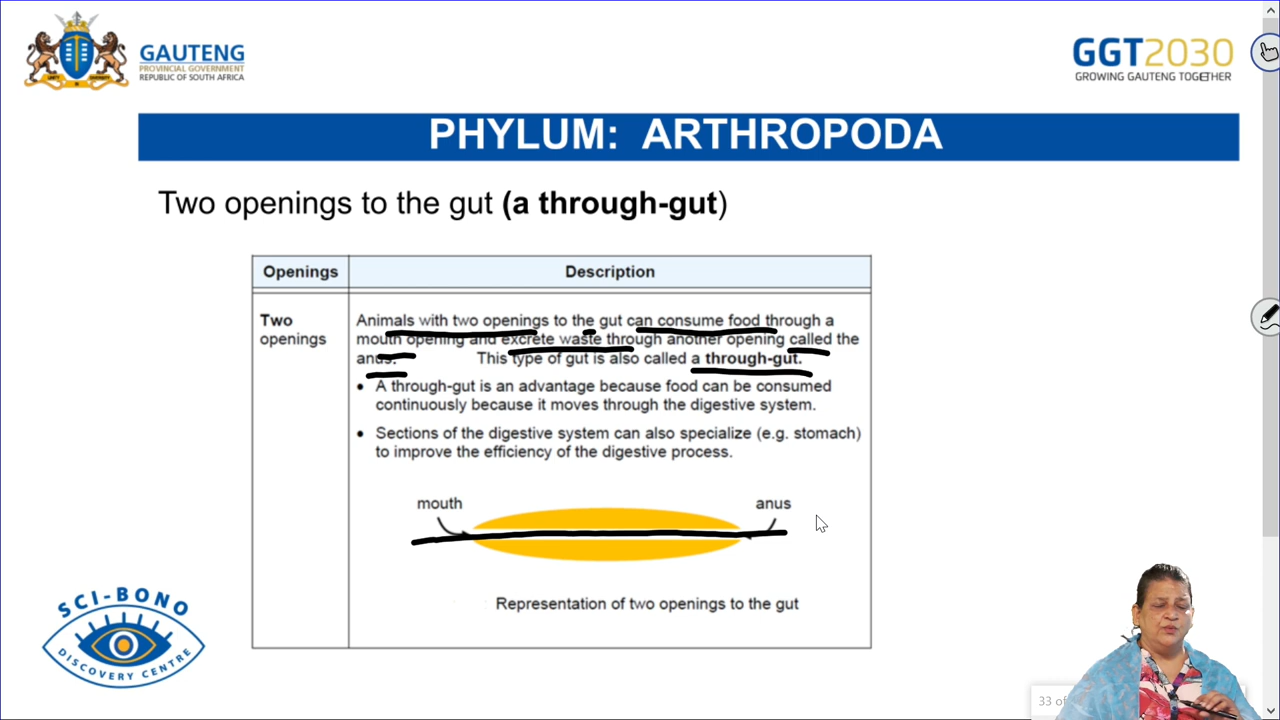 GAUTENG
PROVINCIAL GOVERNMENT
REPUBLIC OF SOUTH AFRICA
GGT2030
GROWING GAUTENG TOGETHER
PHYLUM: ARTHROPODA
Two openings to the gut (a through-gut)
Openings
Description
Two
openings
Animals with two openings to the gut can consume food through a
mouth opening and excrete waste through another opening called the
anus. This type of gut is also called a through-gut.
• A through-gut is an advantage because food can be consumed
continuously because it moves through the digestive system.
• Sections of the digestive system can also specialize (e.g. stomach)
to improve the efficiency of the digestive process.
mouth
anus
Representation of two openings to the gut
SCI-BONO
DISCOVERY CENTRE
33 of